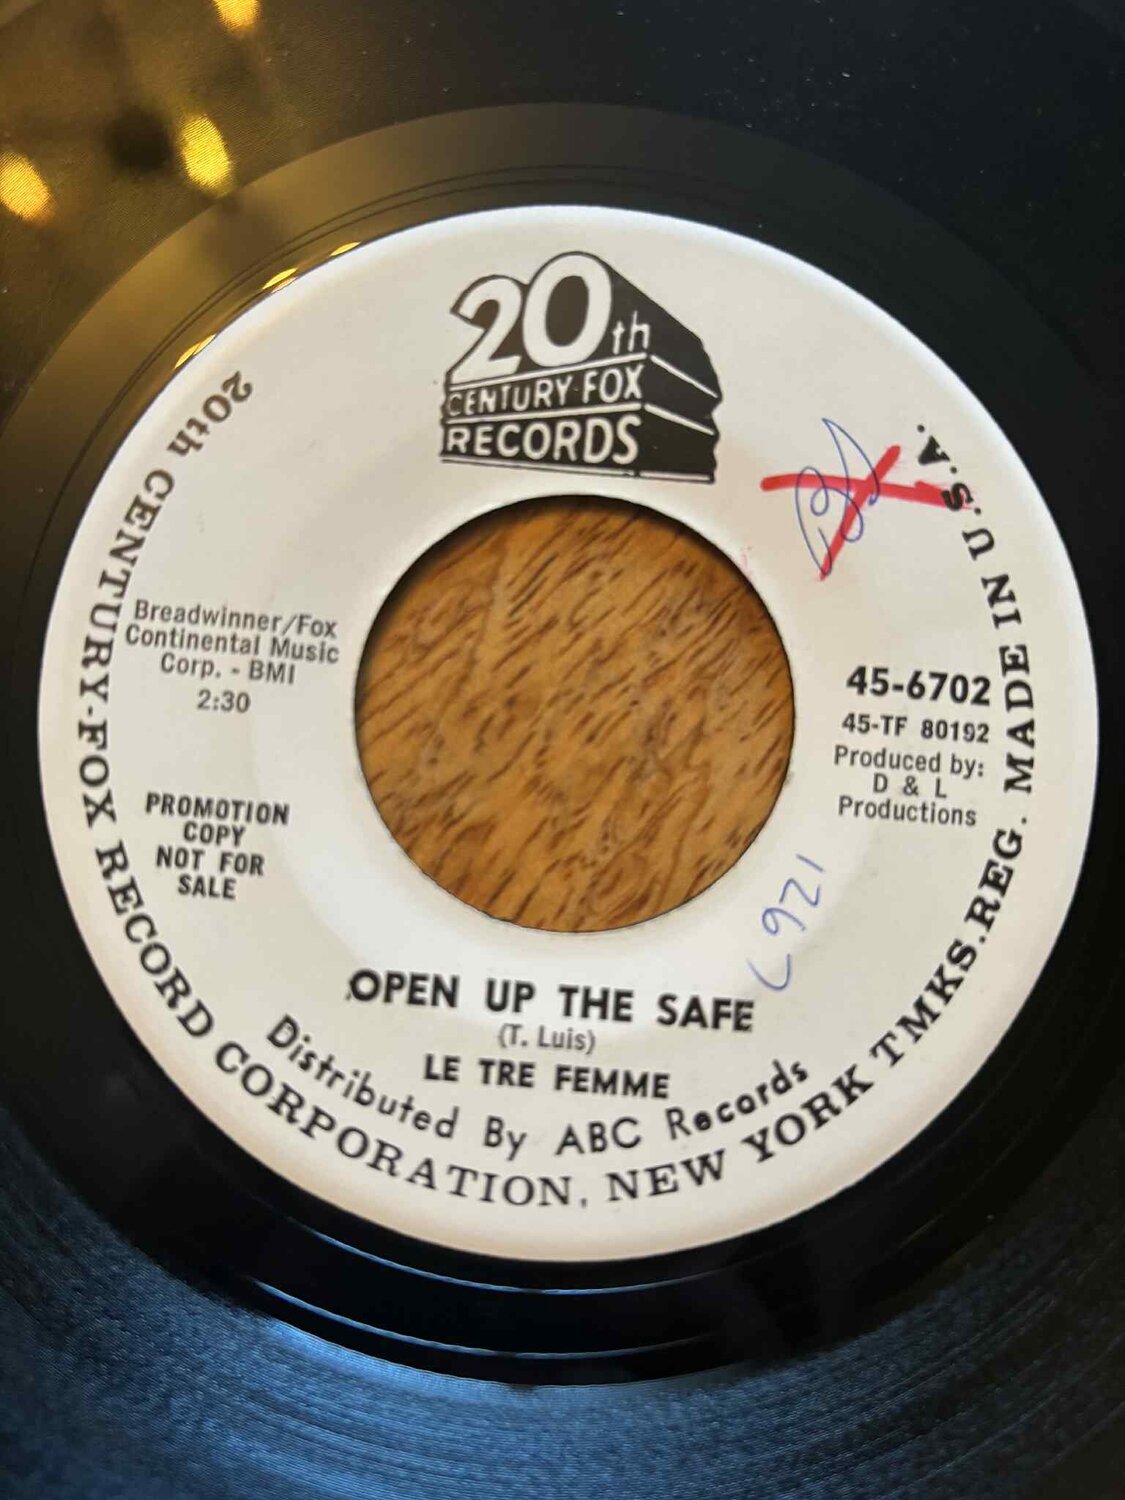 20th
CENTURY-FOX
RECORDS
Breadwinner/Fox
Continental Music
Corp. - BMI
2:30
PROMOTION
COPY
NOT FOR
SALE
45-6702
45-TF 80192
Produced by:
D & L
Productions
OPEN UP THE SAFE
(T. Luis)
LE TRE FEMME
Distributed By ABC Records
20th CENTURY-FOX RECORD CORPORATION, NEW YORK TMKS.REG. MADE IN U.S.A.